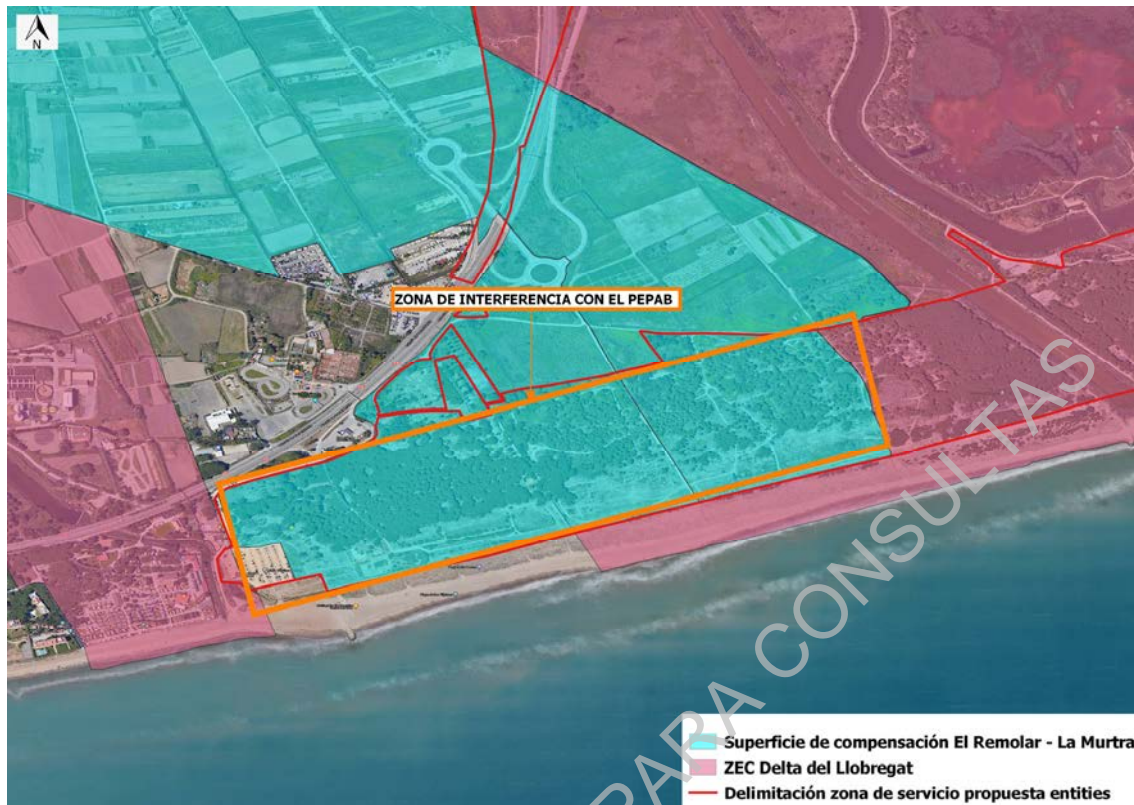 N
ZONA DE INTERFERENCIA CON EL PEPAB
PARA CONSULTAS
Superficie de compensación El Remolar - La Murtra
ZEC Delta del Llobregat
Delimitación zona de servicio propuesta entities